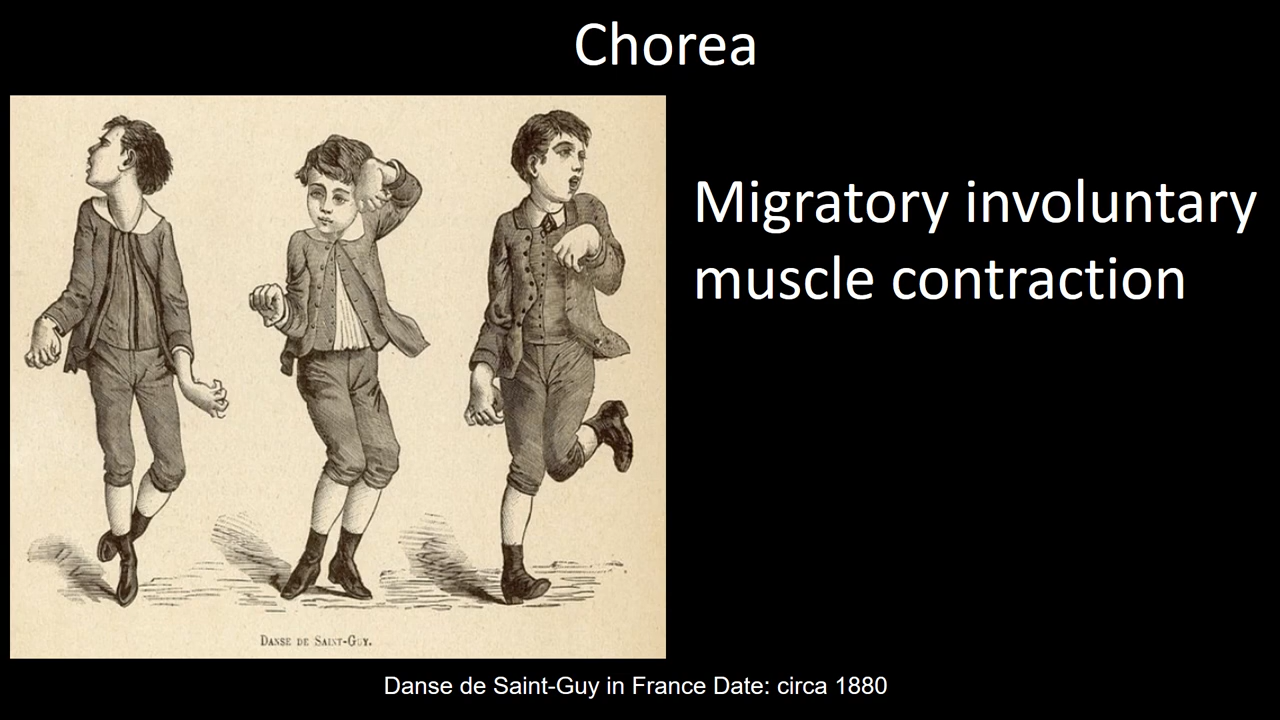 Chorea
Migratory involuntary
muscle contraction
DANSE DE SAINT-GUY.
Danse de Saint-Guy in France Date: circa 1880